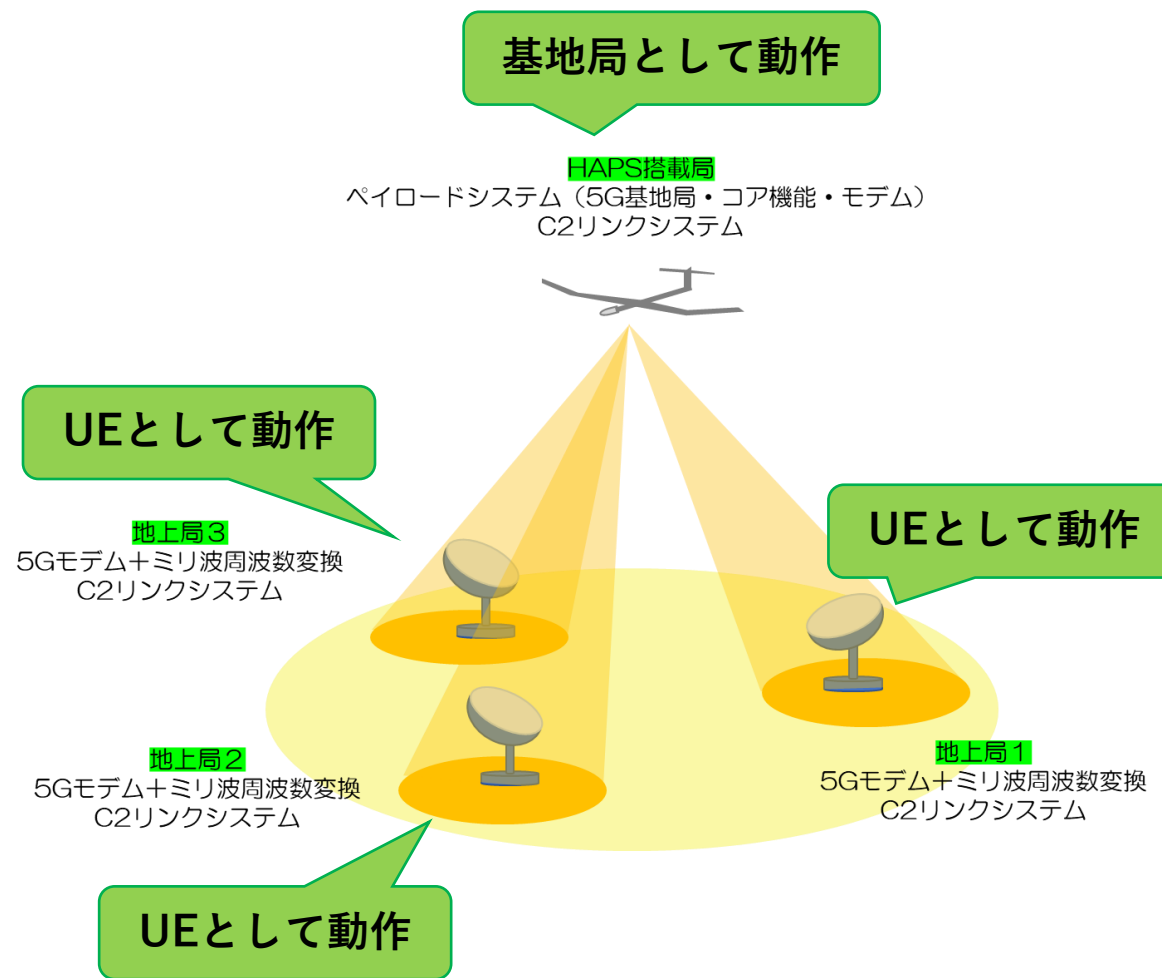 基地局として動作
HAPS搭載局
ペイロードシステム（5G基地局・コア機能・モデム）
C2リンクシステム
UEとして動作
地上局３
5Gモデム＋ミリ波周波数変換
C2リンクシステム
UEとして動作
地上局２
5Gモデム＋ミリ波周波数変換
C2リンクシステム
地上局１
5Gモデム＋ミリ波周波数変換
C2リンクシステム
UEとして動作